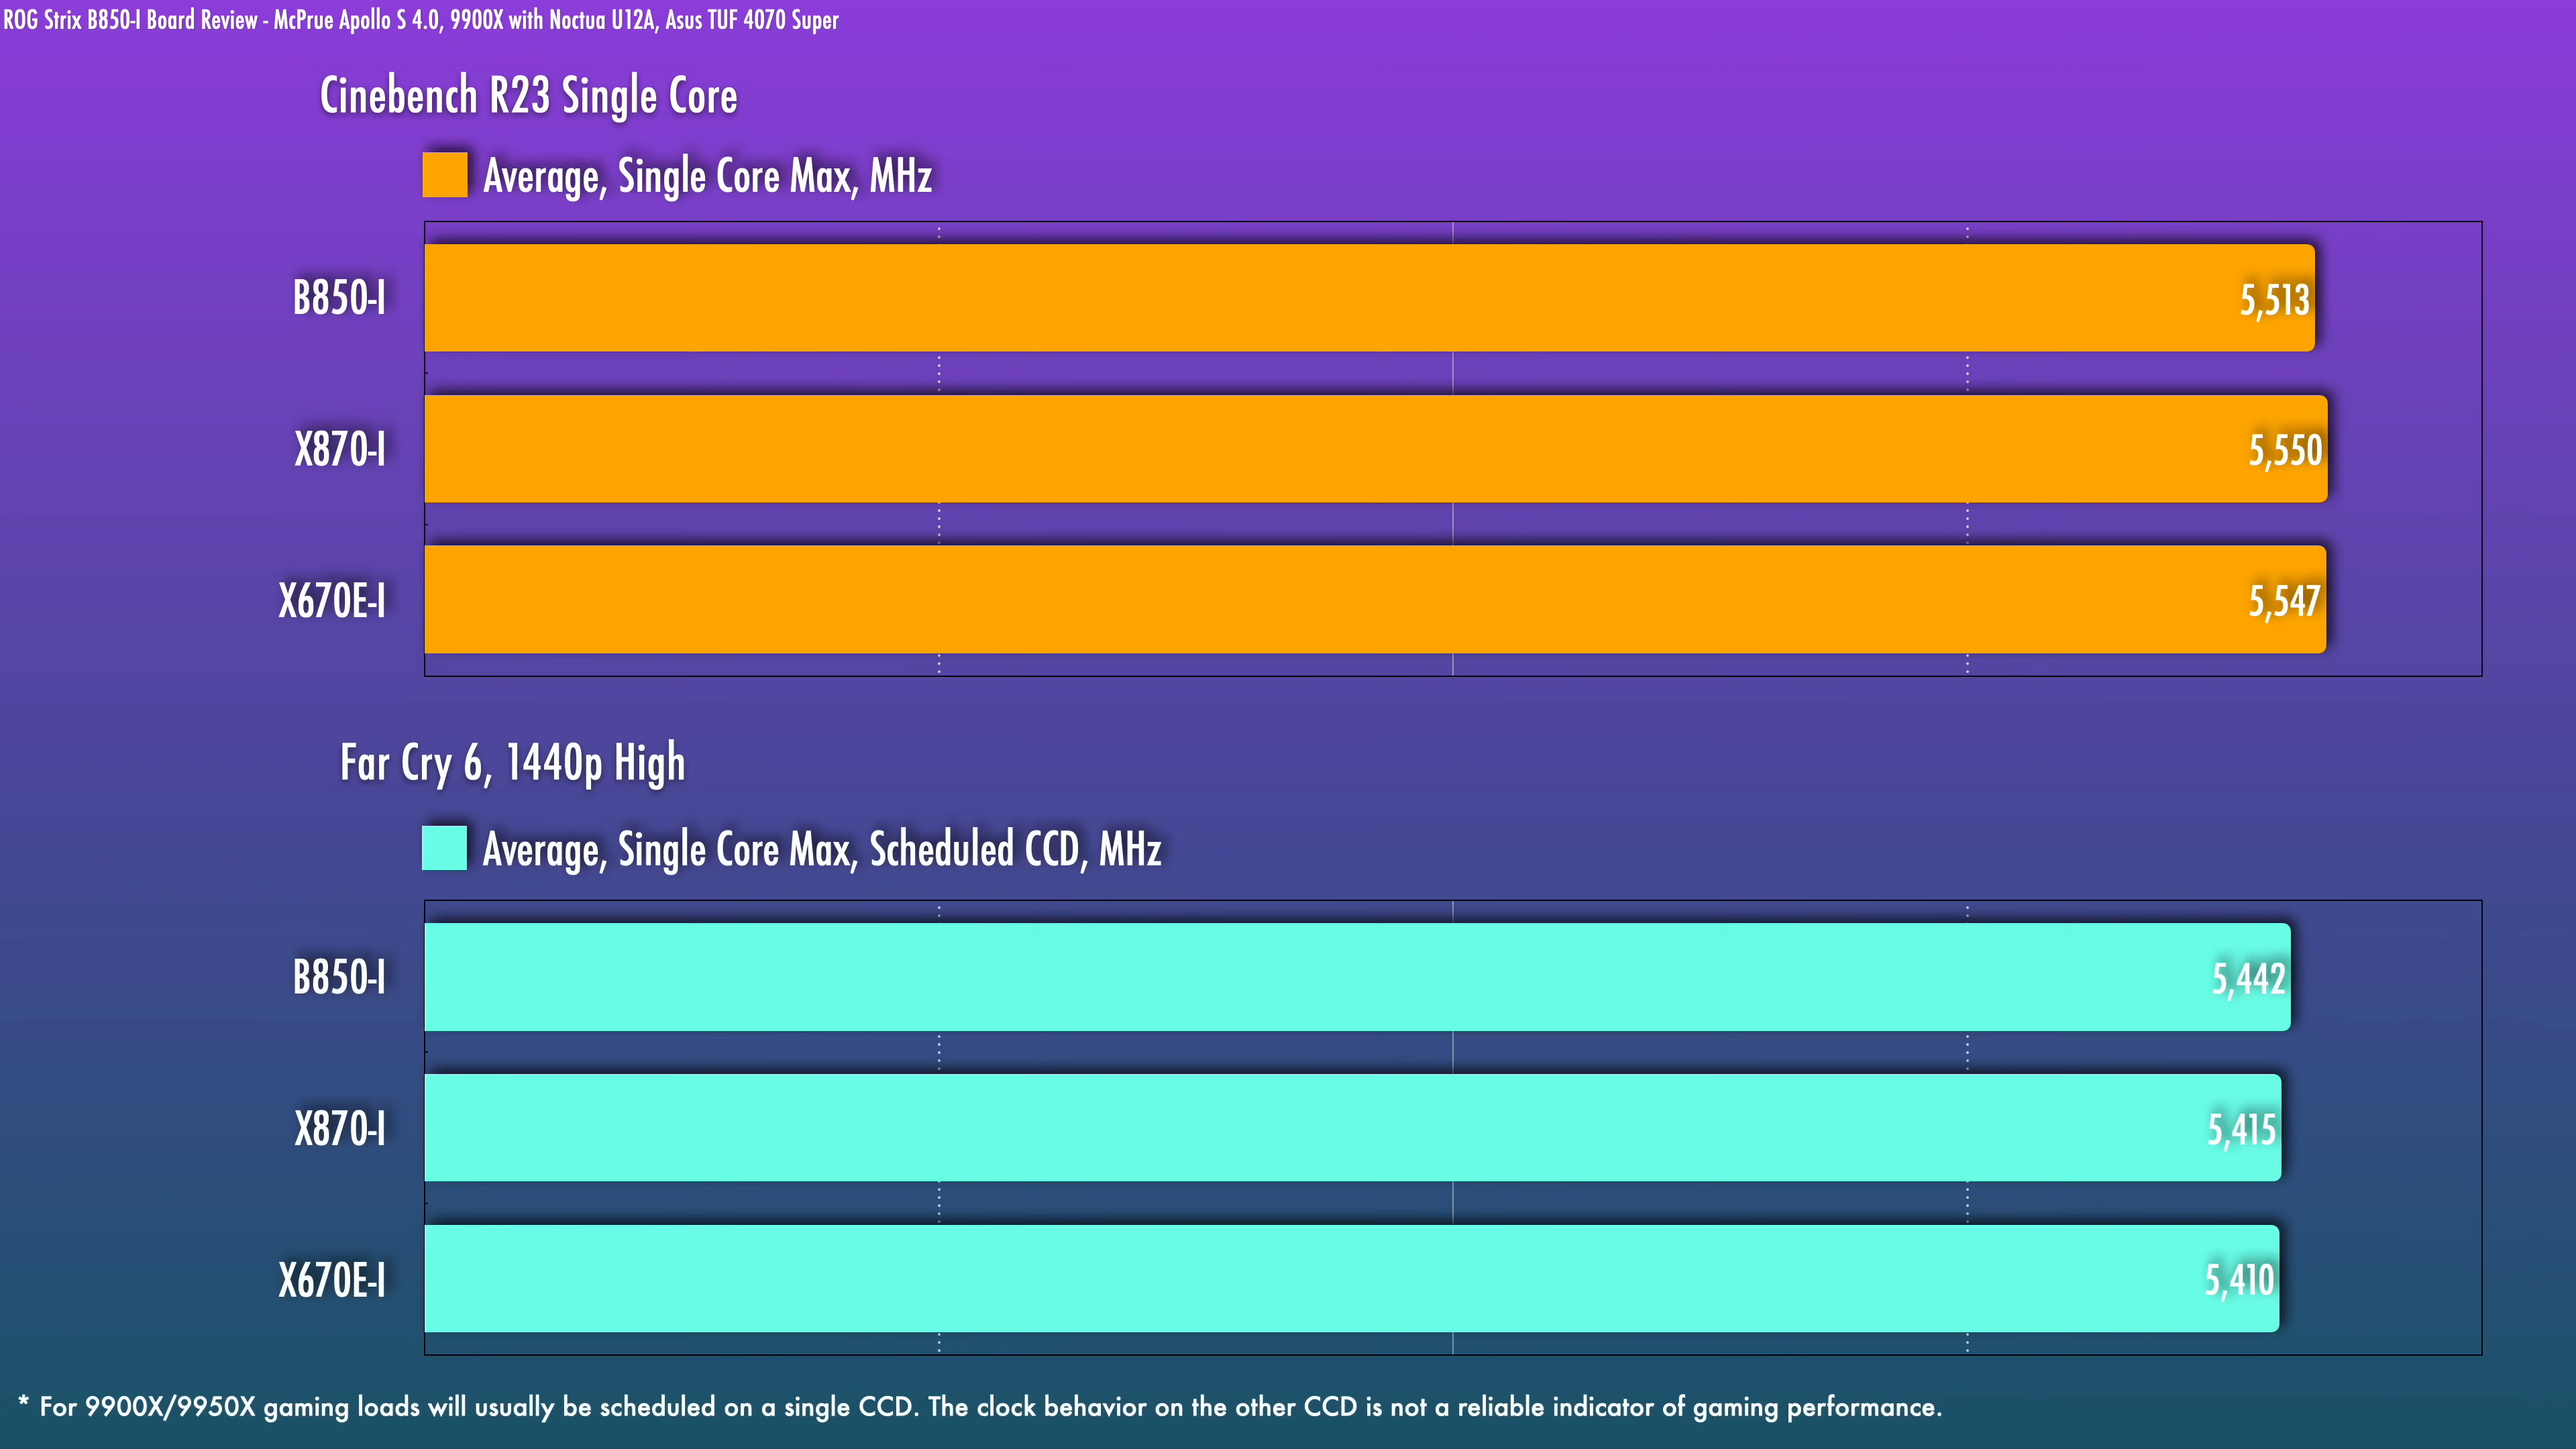 ROG Strix B850-I Board Review - McPrue Apollo S 4.0, 9900X with Noctua U12A, Asus TUF 4070 Super
Cinebench R23 Single Core
Average, Single Core Max, MHz
B850-I 5,513
X870-I 5,550
X670E-I 5,547
Far Cry 6, 1440p High
Average, Single Core Max, Scheduled CCD, MHz
B850-I 5,442
X870-I 5,415
X670E-I 5,410
* For 9900X/9950X gaming loads will usually be scheduled on a single CCD. The clock behavior on the other CCD is not a reliable indicator of gaming performance.